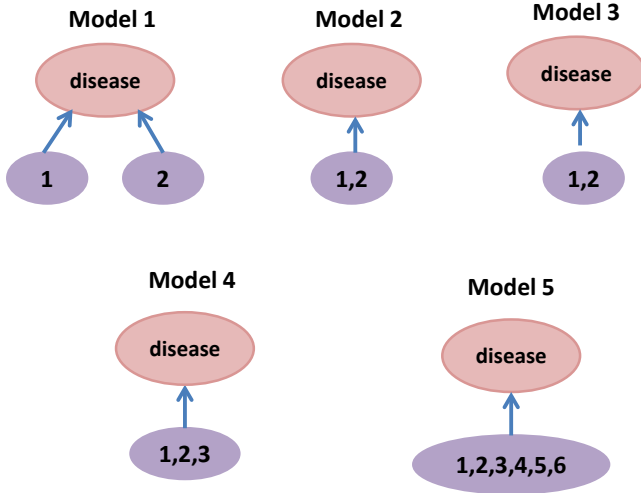 Model 1
disease
1
2
Model 2
disease
1,2
Model 3
disease
1,2
Model 4
disease
1,2,3
Model 5
disease
1,2,3,4,5,6